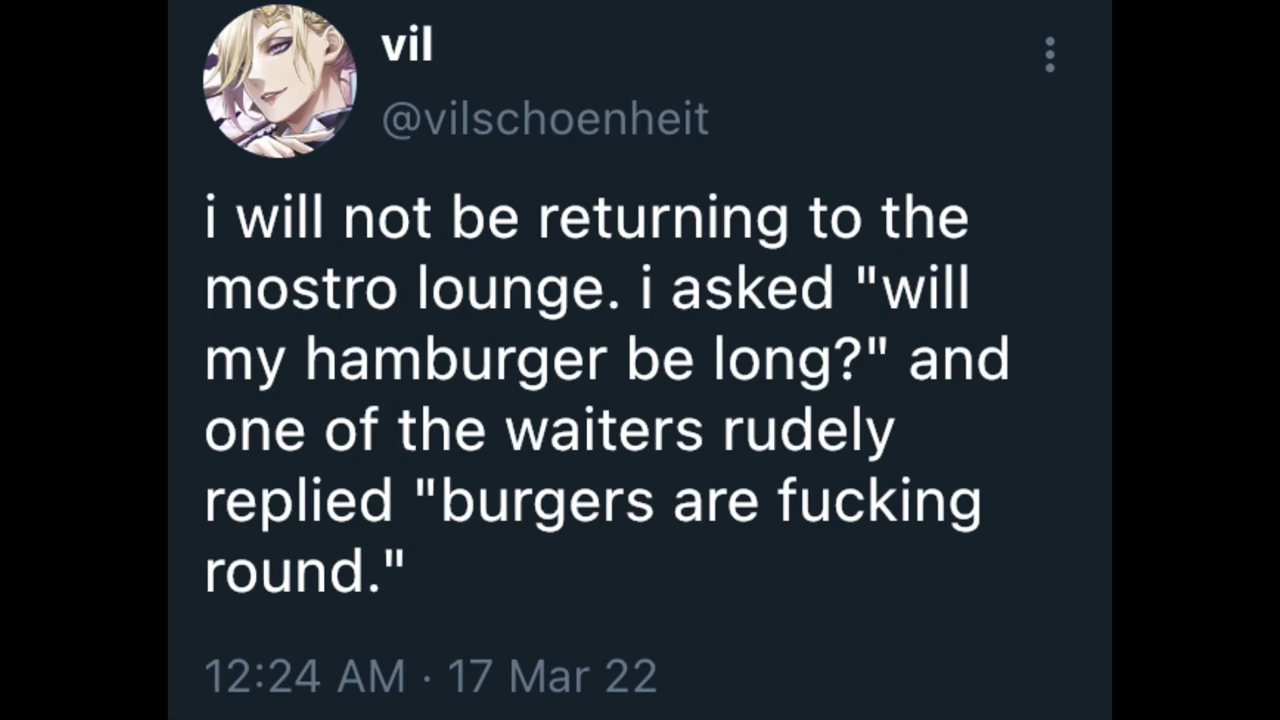 vil
@vilschoenheit
i will not be returning to the
mostro lounge. i asked "will
my hamburger be long?" and
one of the waiters rudely
replied "burgers are fucking
round."
12:24 AM · 17 Mar 22